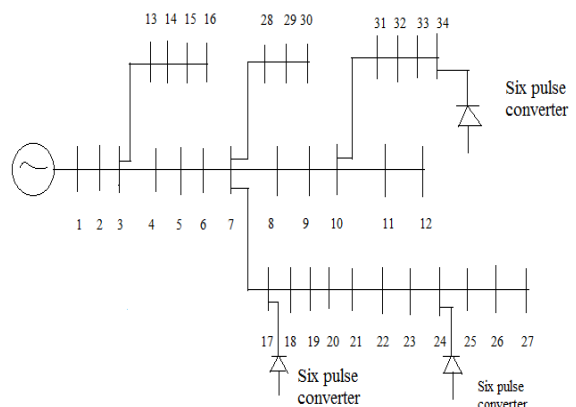 13 14 15 16
28 29 30
31 32 33 34
Six pulse
converter
1 2 3 4 5 6 7 8 9 10 11 12
17 18 19 20 21 22 23 24 25 26 27
Six pulse
converter
Six pulse
converter